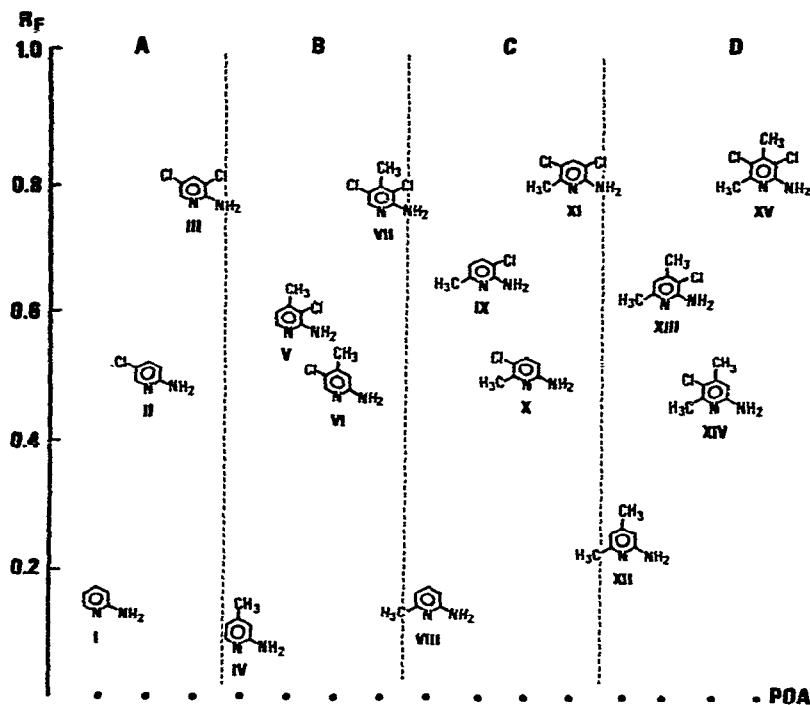 R_F
A B C D
1.0
CH₃
Cl Cl Cl CH₃ Cl Cl Cl Cl Cl
0.8
N NH₂ N NH₂ H₃C N NH₂ H₃C N NH₂
III VII XI XV
CH₃
Cl Cl
H₃C N NH₂ H₃C N NH₂
IX XIII
0.6
CH₃
Cl
N NH₂
V
CH₃ CH₃
Cl Cl Cl Cl
N NH₂ N NH₂ H₃C N NH₂ H₃C N NH₂
II VI X XIV
0.4
CH₃
H₃C N NH₂
XII
0.2
N NH₂ H₃C N NH₂
I VIII
CH₃
N NH₂
IV
POA